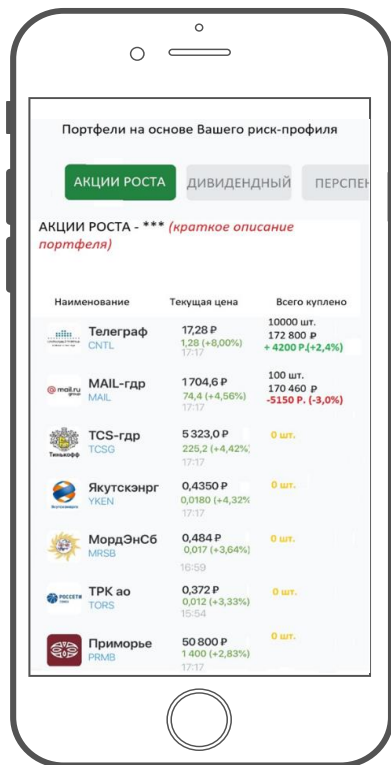 Портфели на основе Вашего риск-профиля
АКЦИИ РОСТА ДИВИДЕНДНЫЙ ПЕРСПЕН
АКЦИИ РОСТА - *** (краткое описание
портфеля)
Наименование Текущая цена Всего куплено
Телеграф 17,28 ₽ 10000 шт.
CNTL 1,28 (+8,00%) 172 800 ₽
17:17 + 4200 Р.(+2,4%)
@ mail.ru group MAIL-гдр 1704,6 ₽ 100 шт.
MAIL 74,4 (+4,56%) 170 460 ₽
17:17 -5150 Р. (-3,0%)
TCS-гдр 5 323,0 ₽ 0 шт.
Тинькофф TCSG 225,2 (+4,42%
17:17
Якутскэнрг 0,4350 ₽ 0 шт.
YKEN 0,0180 (+4,32%
17:17
МордЭнСб 0,484 ₽ 0 шт.
MRSB 0,017 (+3,64%)
16:59
РОССЕТИ ТРК ао 0,372 ₽ 0 шт.
TORS 0,012 (+3,33%)
15:54
Приморье 50 800 ₽ 0 шт.
PRMB 1 400 (+2,83%)
17:17